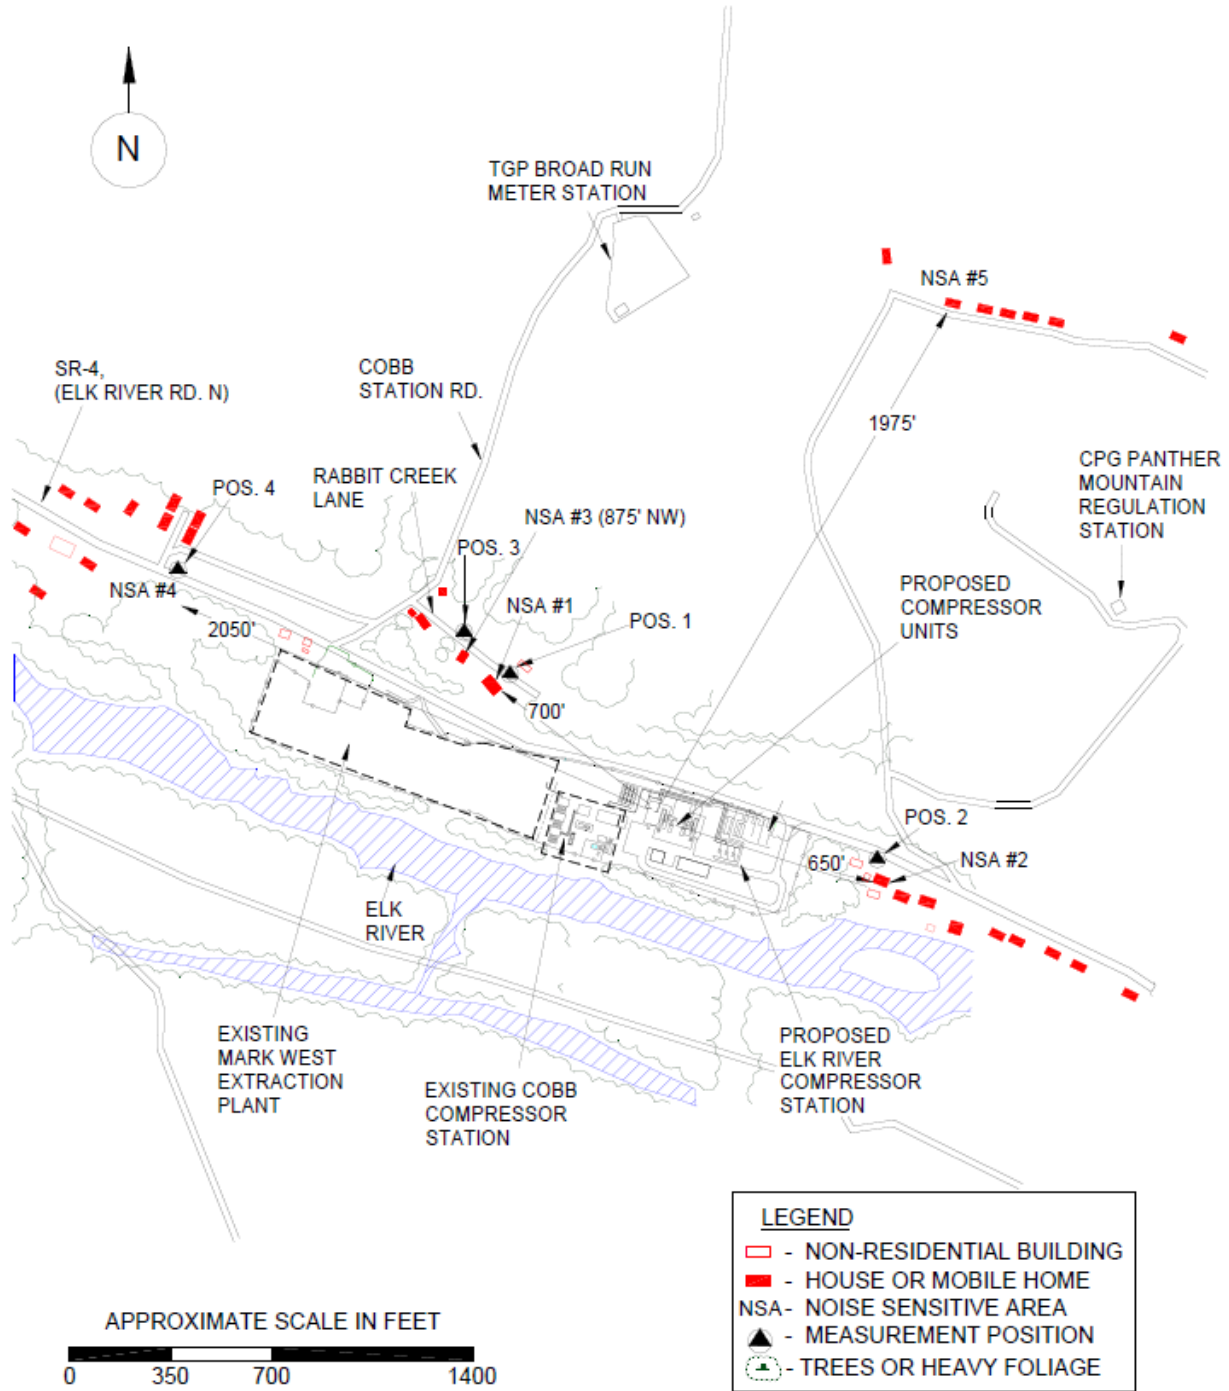 N
TGP BROAD RUN
METER STATION
NSA #5
SR-4,
(ELK RIVER RD. N)
COBB
STATION RD.
1975'
RABBIT CREEK
LANE
POS. 4
NSA #3 (875' NW)
CPG PANTHER
MOUNTAIN
REGULATION
STATION
POS. 3
NSA #4
NSA #1
PROPOSED
COMPRESSOR
UNITS
2050'
POS. 1
700'
POS. 2
650'
NSA #2
ELK
RIVER
EXISTING
MARK WEST
EXTRACTION
PLANT
EXISTING COBB
COMPRESSOR
STATION
PROPOSED
ELK RIVER
COMPRESSOR
STATION
LEGEND
- NON-RESIDENTIAL BUILDING
- HOUSE OR MOBILE HOME
NSA - NOISE SENSITIVE AREA
- MEASUREMENT POSITION
- TREES OR HEAVY FOLIAGE
APPROXIMATE SCALE IN FEET
0 350 700 1400